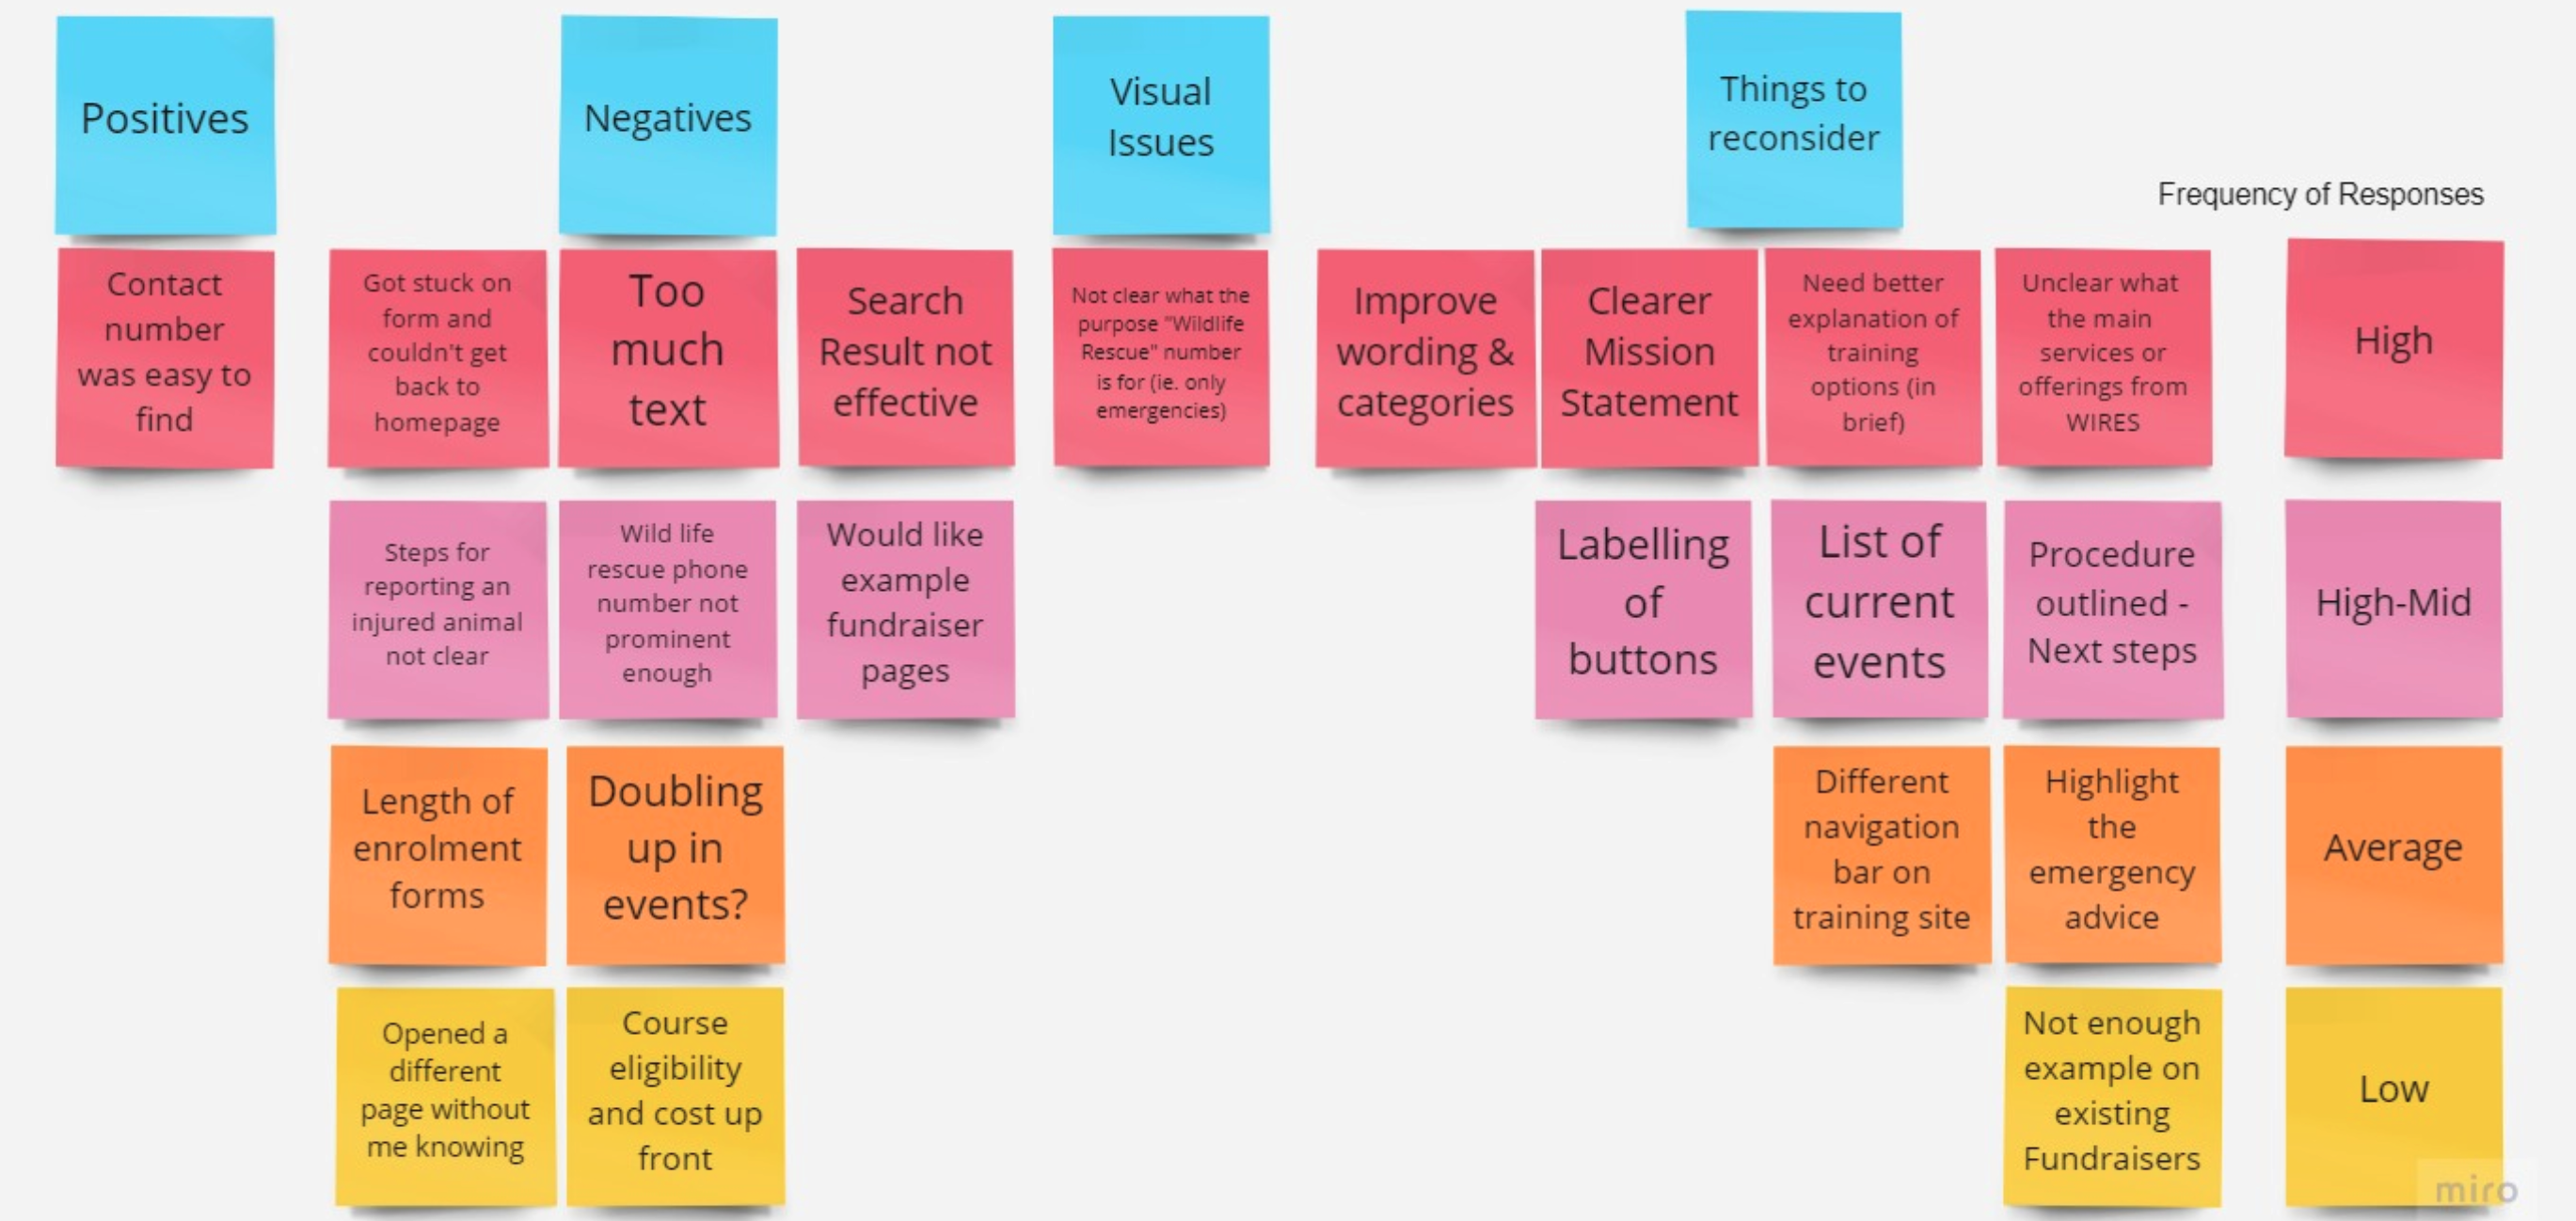 Positives
Negatives
Visual
Issues
Things to
reconsider
Frequency of Responses
Contact
number
was easy to
find
Got stuck on
form and
couldn't get
back to
homepage
Too
much
text
Search
Result not
effective
Not clear what the
purpose "Wildlife
Rescue" number
is for (ie. only
emergencies)
Improve
wording &
categories
Clearer
Mission
Statement
Need better
explanation of
training
options (in
brief)
Unclear what
the main
services or
offerings from
WIRES
High
Steps for
reporting an
injured animal
not clear
Wild life
rescue phone
number not
prominent
enough
Would like
example
fundraiser
pages
Labelling
of
buttons
List of
current
events
Procedure
outlined -
Next steps
High-Mid
Length of
enrolment
forms
Doubling
up in
events?
Different
navigation
bar on
training site
Highlight
the
emergency
advice
Average
Opened a
different
page without
me knowing
Course
eligibility
and cost up
front
Not enough
example on
existing
Fundraisers
Low
miro